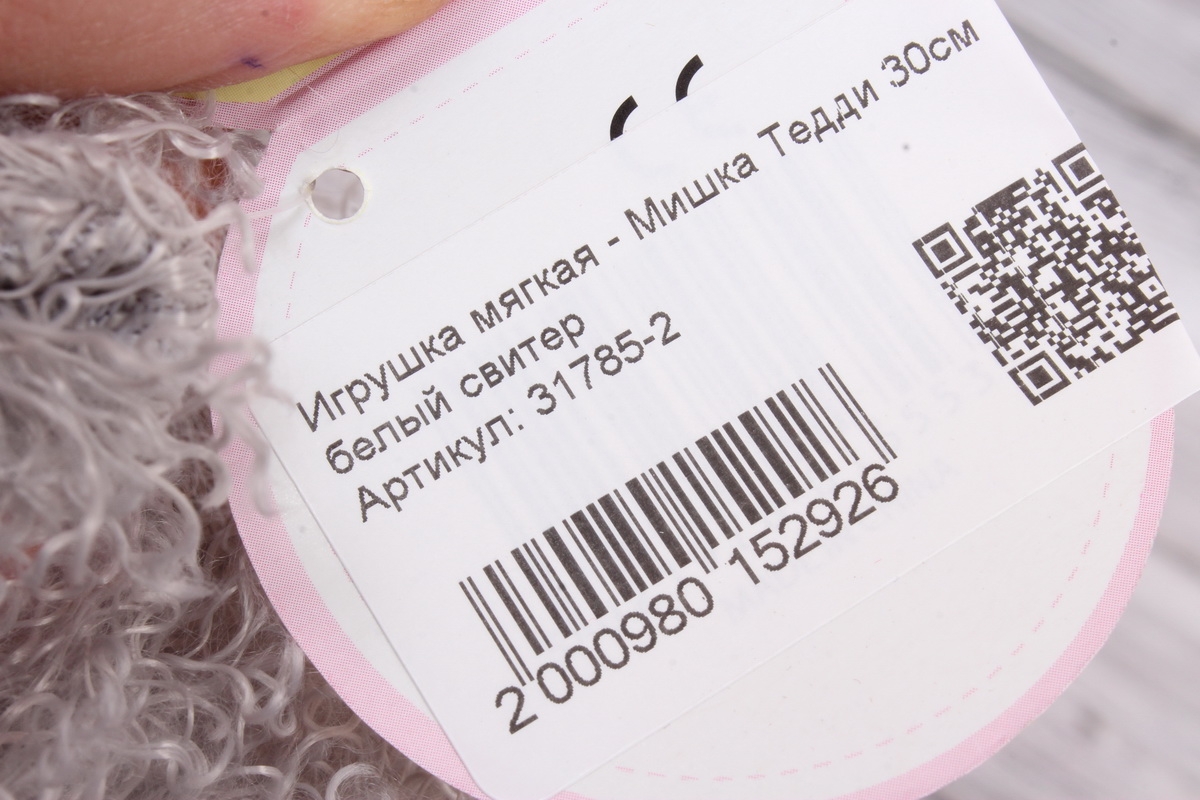 Игрушка мягкая - Мишка Тедди 30см
белый свитер
Артикул: 31785-2
2 000980 152926